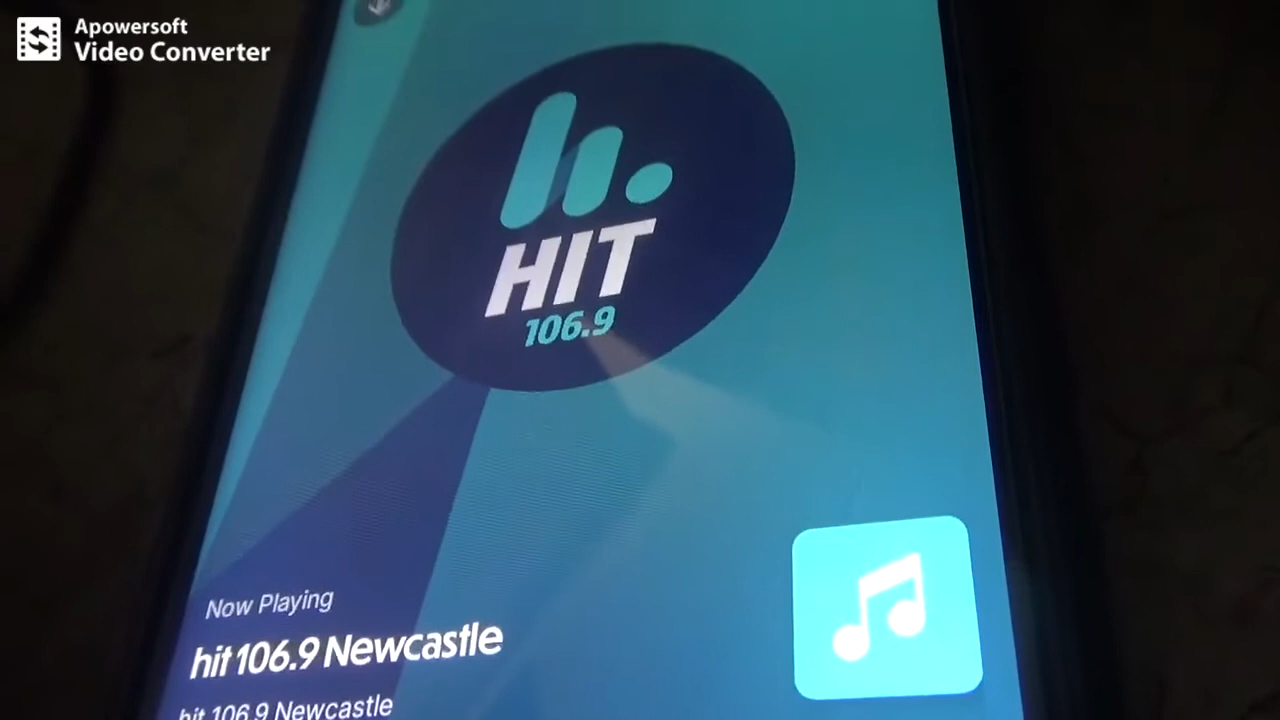 Apowersoft
Video Converter
HIT
106.9
Now Playing
hit 106.9 Newcastle
hit 106.9 Newcastle